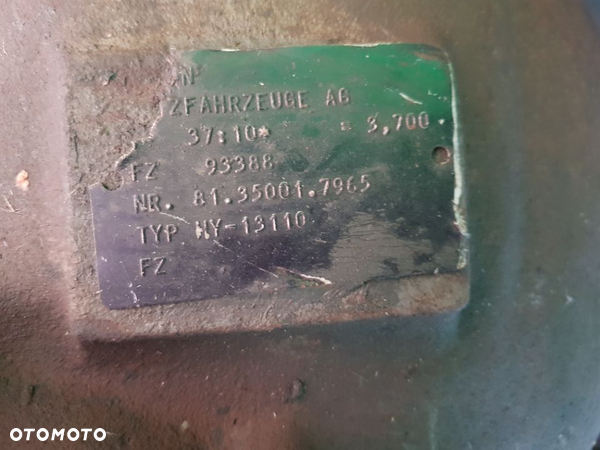 ZFAHRZEUGE AG
37:10* = 3,700
FZ 93388
NR. 81.35001.7965
TYP HY-13110
FZ
OTOMOTO